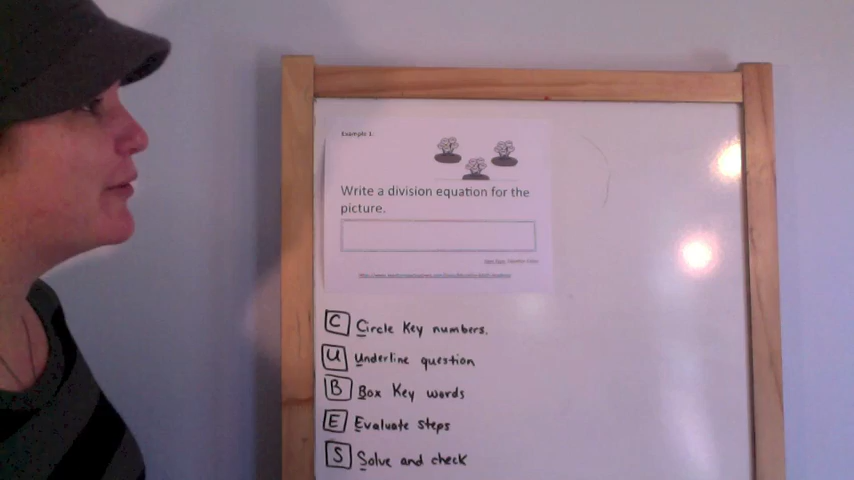 Example 1:
Write a division equation for the
picture.
C Circle Key numbers.
U Underline question
B Box Key words
E Evaluate steps
S Solve and check